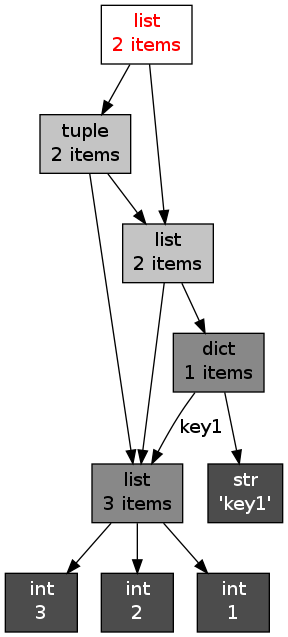 list
2 items
tuple
2 items
list
2 items
dict
1 items
key1
list
3 items
str
'key1'
int
3
int
2
int
1